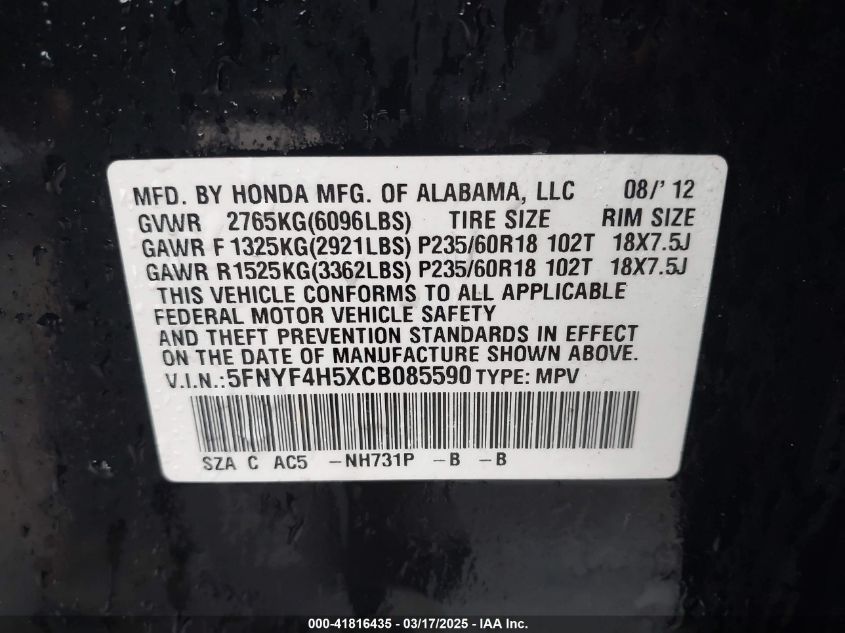 MFD. BY HONDA MFG. OF ALABAMA, LLC 08/' 12
GVWR 2765KG(6096LBS) TIRE SIZE RIM SIZE
GAWR F 1325KG(2921LBS) P235/60R18 102T 18X7.5J
GAWR R1525KG(3362LBS) P235/60R18 102T 18X7.5J
THIS VEHICLE CONFORMS TO ALL APPLICABLE
FEDERAL MOTOR VEHICLE SAFETY
AND THEFT PREVENTION STANDARDS IN EFFECT
ON THE DATE OF MANUFACTURE SHOWN ABOVE.
V.I.N.:5FNYF4H5XCB085590 TYPE: MPV
SZA C AC5 -NH731P -B -B
000-41816435 - 03/17/2025 - IAA Inc.